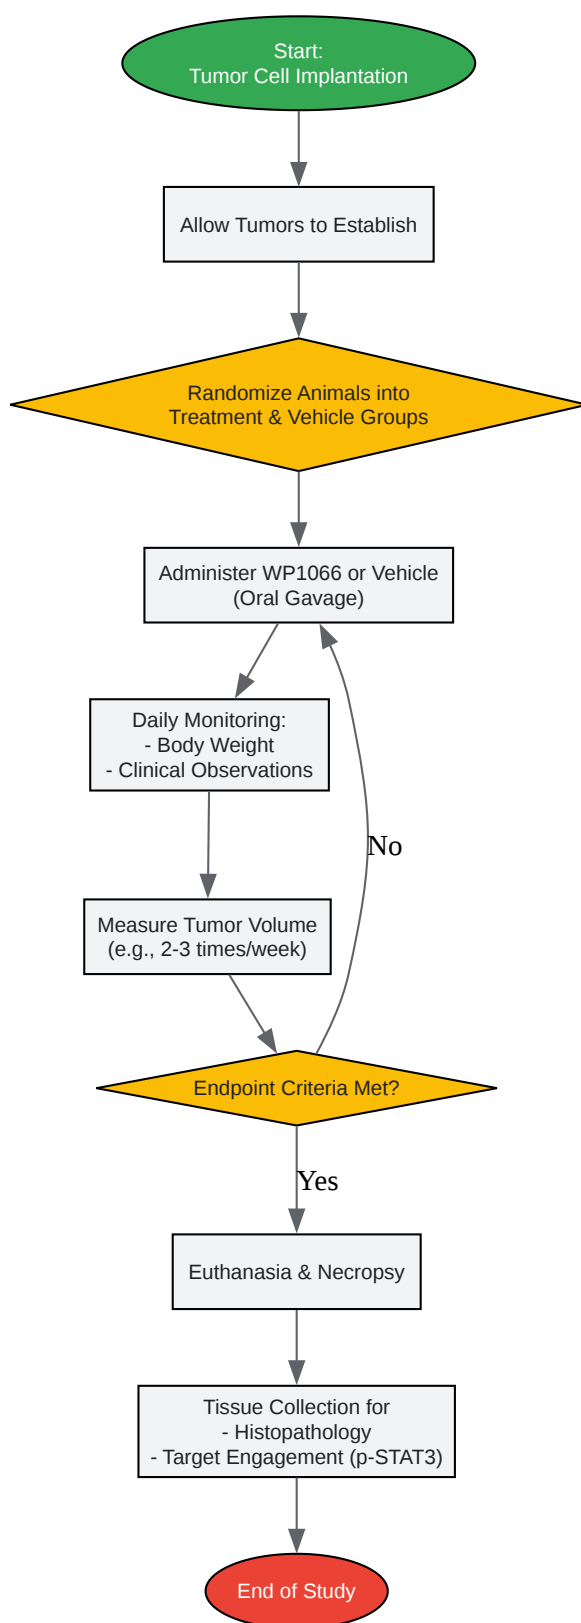 Start:
Tumor Cell Implantation
Allow Tumors to Establish
Randomize Animals into
Treatment & Vehicle Groups
Administer WP1066 or Vehicle
(Oral Gavage)
Daily Monitoring:
- Body Weight
- Clinical Observations
No
Measure Tumor Volume
(e.g., 2-3 times/week)
Endpoint Criteria Met?
Yes
Euthanasia & Necropsy
Tissue Collection for
- Histopathology
- Target Engagement (p-STAT3)
End of Study